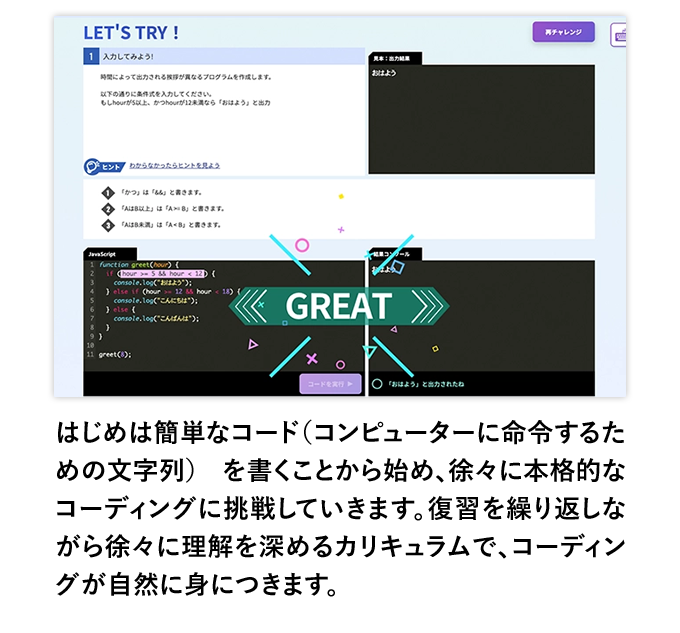 LET'S TRY !
再チャレンジ
1 入力してみよう!
時間によって出力される挨拶が異なるプログラムを作成します。
以下の通りに条件式を入力してください。
もしhourが5以上、かつhourが12未満なら「おはよう」と出力
見本：出力結果
おはよう
ヒント わからなかったらヒントを見よう
1 「かつ」は「&&」と書きます。
2 「AはB以上」は「A >= B」と書きます。
3 「AはB未満」は「A < B」と書きます。
JavaScript
1 function greet(hour) {
2 if (hour >= 5 && hour < 12) {
3 console.log("おはよう");
4 } else if (hour >= 12 && hour < 18) {
5 console.log("こんにちは");
6 } else {
7 console.log("こんばんは");
8 }
9 }
10
11 greet(8);
コードを実行
結果コンソール
おはよう
GREAT
「おはよう」と出力されたね
はじめは簡単なコード（コンピューターに命令するた
めの文字列） を書くことから始め、徐々に本格的な
コーディングに挑戦していきます。復習を繰り返しな
がら徐々に理解を深めるカリキュラムで、コーディン
グが自然に身につきます。